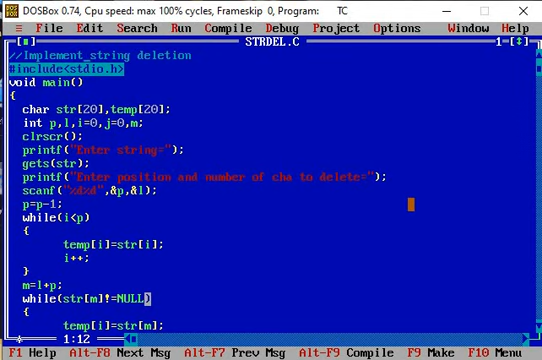 DOSBox 0.74, Cpu speed: max 100% cycles, Frameskip 0, Program: TC
File Edit Search Run Compile Debug Project Options Window Help
STRDEL.C 1
//Implement_string deletion
#include<stdio.h>
void main()
{
char str[20],temp[20];
int p,l,i=0,j=0,m;
clrscr();
printf("Enter string=");
gets(str);
printf("Enter position and number of cha to delete=");
scanf("%d%d",&p,&l);
p=p-1;
while(i<p)
{
temp[i]=str[i];
i++;
}
m=l+p;
while(str[m]!=NULL)
{
temp[i]=str[m];
1:12
F1 Help Alt-F8 Next Msg Alt-F7 Prev Msg Alt-F9 Compile F9 Make F10 Menu